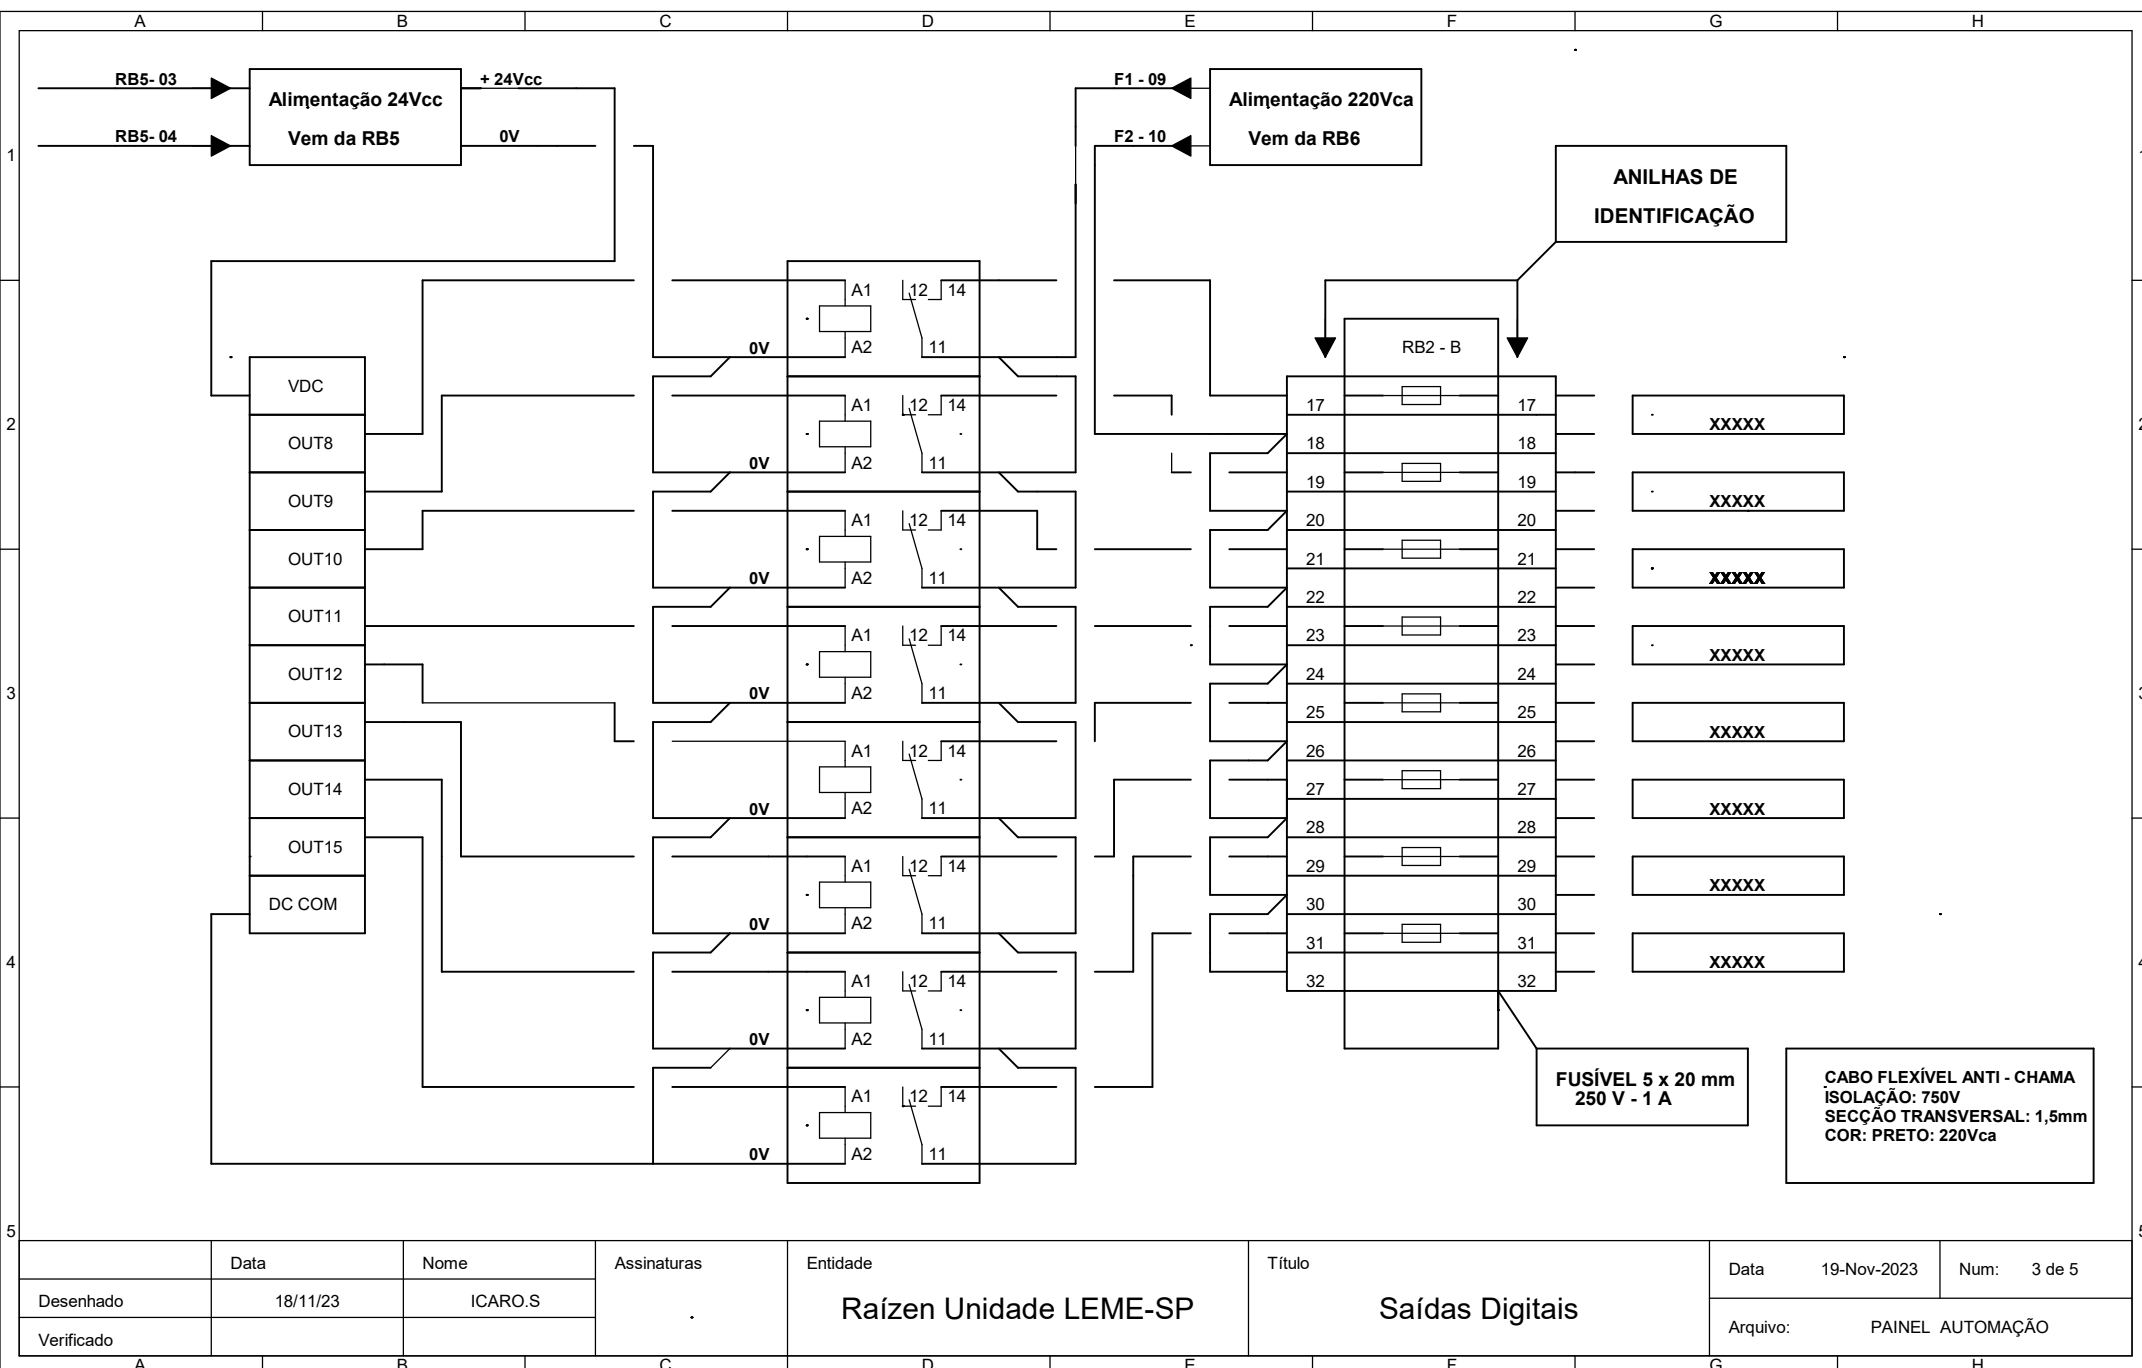 A B C D E F G H
RB5- 03
Alimentação 24Vcc
Vem da RB5
RB5- 04
+ 24Vcc
0V
F1 - 09
F2 - 10
Alimentação 220Vca
Vem da RB6
ANILHAS DE
IDENTIFICAÇÃO
1 1
2 2
3 3
4 4
5 5
VDC
OUT8
OUT9
OUT10
OUT11
OUT12
OUT13
OUT14
OUT15
DC COM
A1 12 14
0V A2 11
A1 12 14
0V A2 11
A1 12 14
0V A2 11
A1 12 14
0V A2 11
A1 12 14
0V A2 11
A1 12 14
0V A2 11
A1 12 14
0V A2 11
A1 12 14
0V A2 11
RB2 - B
17 17
18 18
19 19
20 20
21 21
22 22
23 23
24 24
25 25
26 26
27 27
28 28
29 29
30 30
31 31
32 32
XXXXX
XXXXX
XXXXX
XXXXX
XXXXX
XXXXX
XXXXX
XXXXX
FUSÍVEL 5 x 20 mm
250 V - 1 A
CABO FLEXÍVEL ANTI - CHAMA
ISOLAÇÃO: 750V
SECÇÃO TRANSVERSAL: 1,5mm
COR: PRETO: 220Vca
Data Nome Assinaturas
Desenhado 18/11/23 ICARO.S
Verificado
Entidade
Raízen Unidade LEME-SP
Título
Saídas Digitais
Data 19-Nov-2023 Num: 3 de 5
Arquivo: PAINEL AUTOMAÇÃO
A B C D E F G H